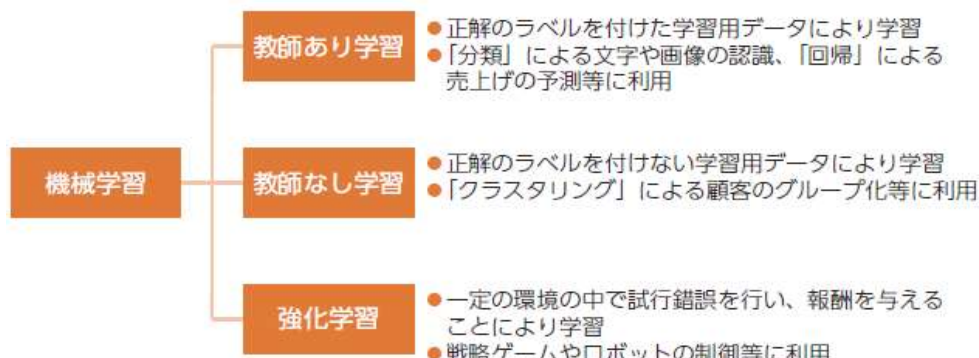 機械学習
教師あり学習
●正解のラベルを付けた学習用データにより学習
●「分類」による文字や画像の認識、「回帰」による
売上げの予測等に利用
教師なし学習
●正解のラベルを付けない学習用データにより学習
●「クラスタリング」による顧客のグループ化等に利用
強化学習
●一定の環境の中で試行錯誤を行い、報酬を与える
ことにより学習
●戦略ゲームやロボットの制御等に利用